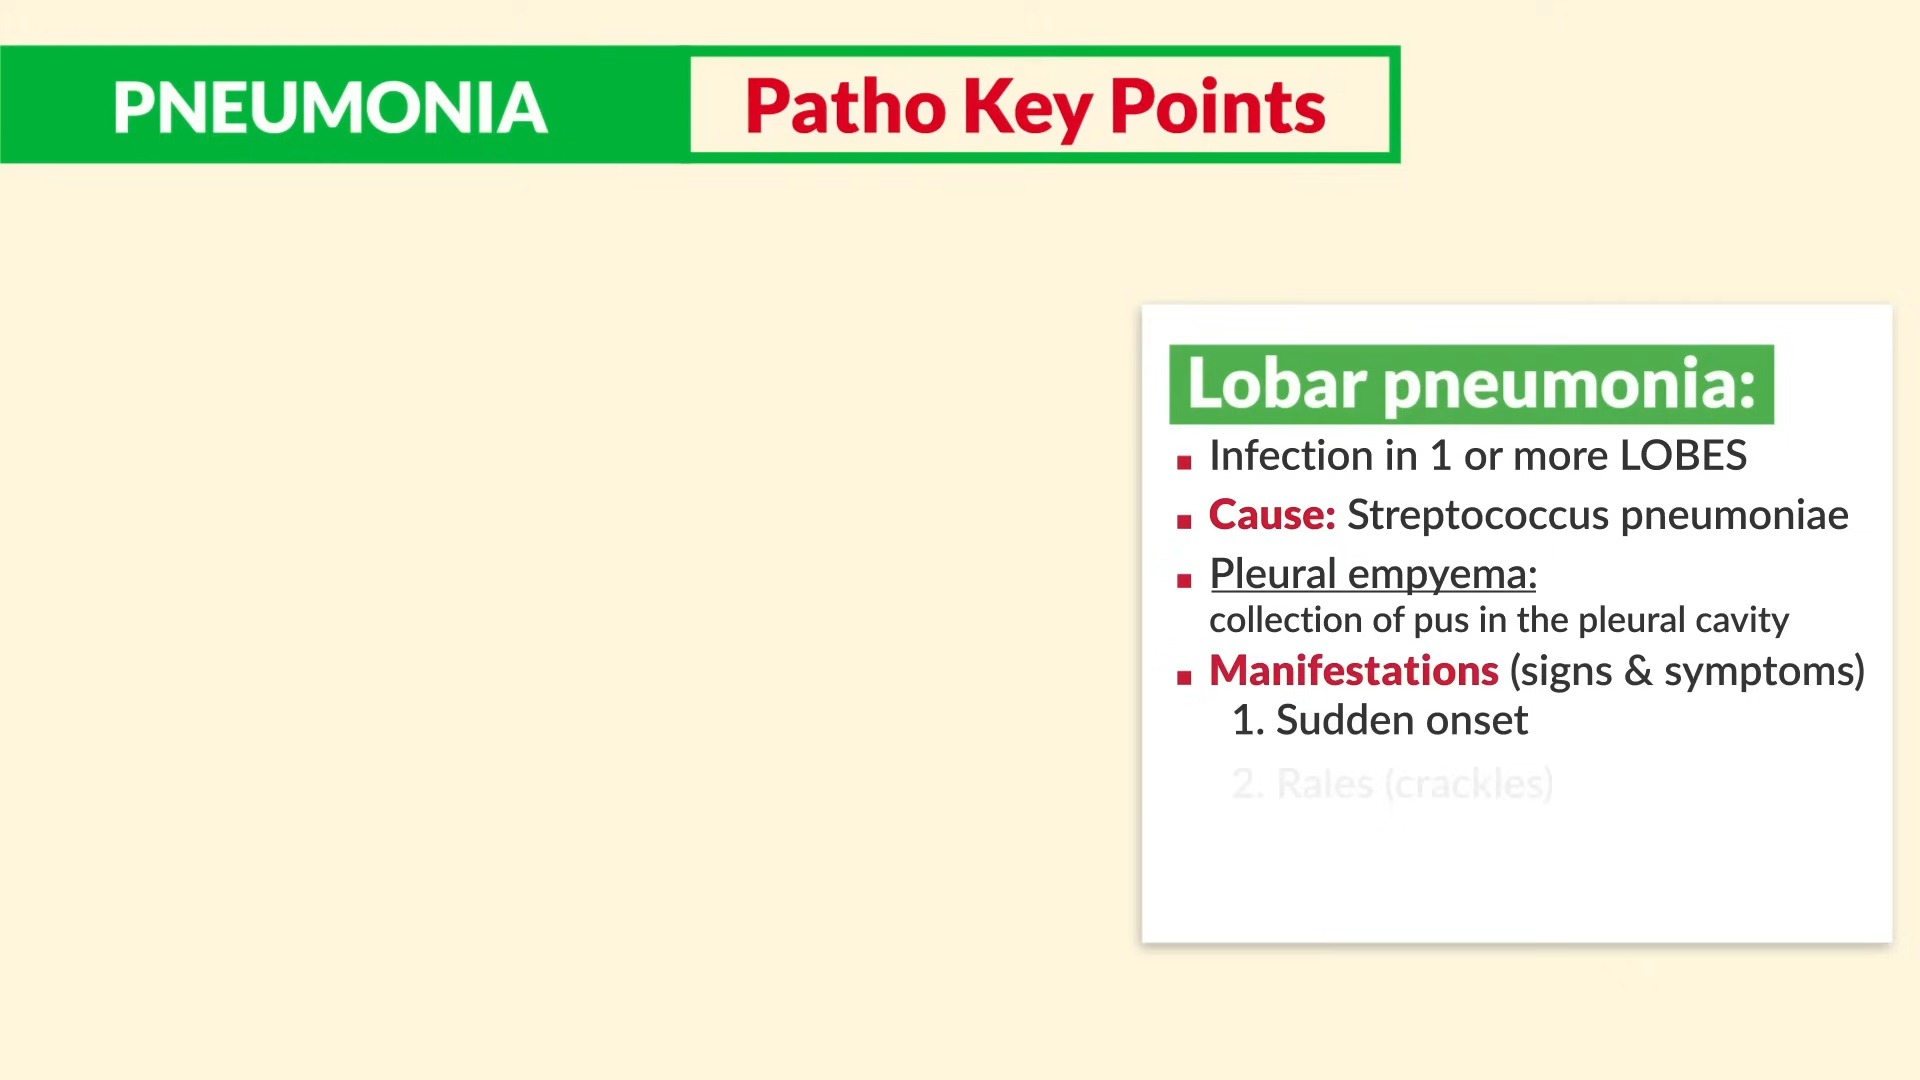 PNEUMONIA Patho Key Points
Lobar pneumonia:
▪ Infection in 1 or more LOBES
▪ Cause: Streptococcus pneumoniae
▪ Pleural empyema:
collection of pus in the pleural cavity
▪ Manifestations (signs & symptoms)
1. Sudden onset
2. Rales (crackles)